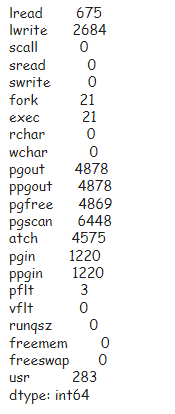 lread 675
lwrite 2684
scall 0
sread 0
swrite 0
fork 21
exec 21
rchar 0
wchar 0
pgout 4878
ppgout 4878
pgfree 4869
pgscan 6448
atch 4575
pgin 1220
ppgin 1220
pflt 3
vflt 0
runqsz 0
freemem 0
freeswap 0
usr 283
dtype: int64